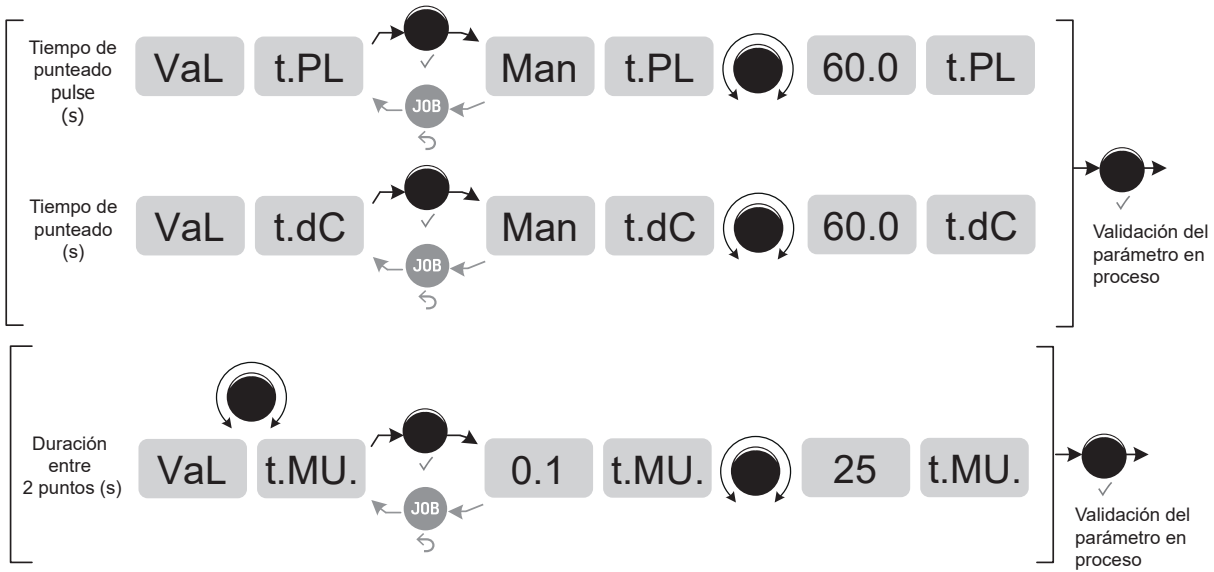 Tiempo de
punteado
pulse
(s)
VaL t.PL
JOB
Man t.PL
60.0 t.PL
Tiempo de
punteado
(s)
VaL t.dC
JOB
Man t.dC
60.0 t.dC
Validación del
parámetro en
proceso
Duración
entre
2 puntos (s)
VaL t.MU.
JOB
0.1 t.MU.
25 t.MU.
Validación del
parámetro en
proceso